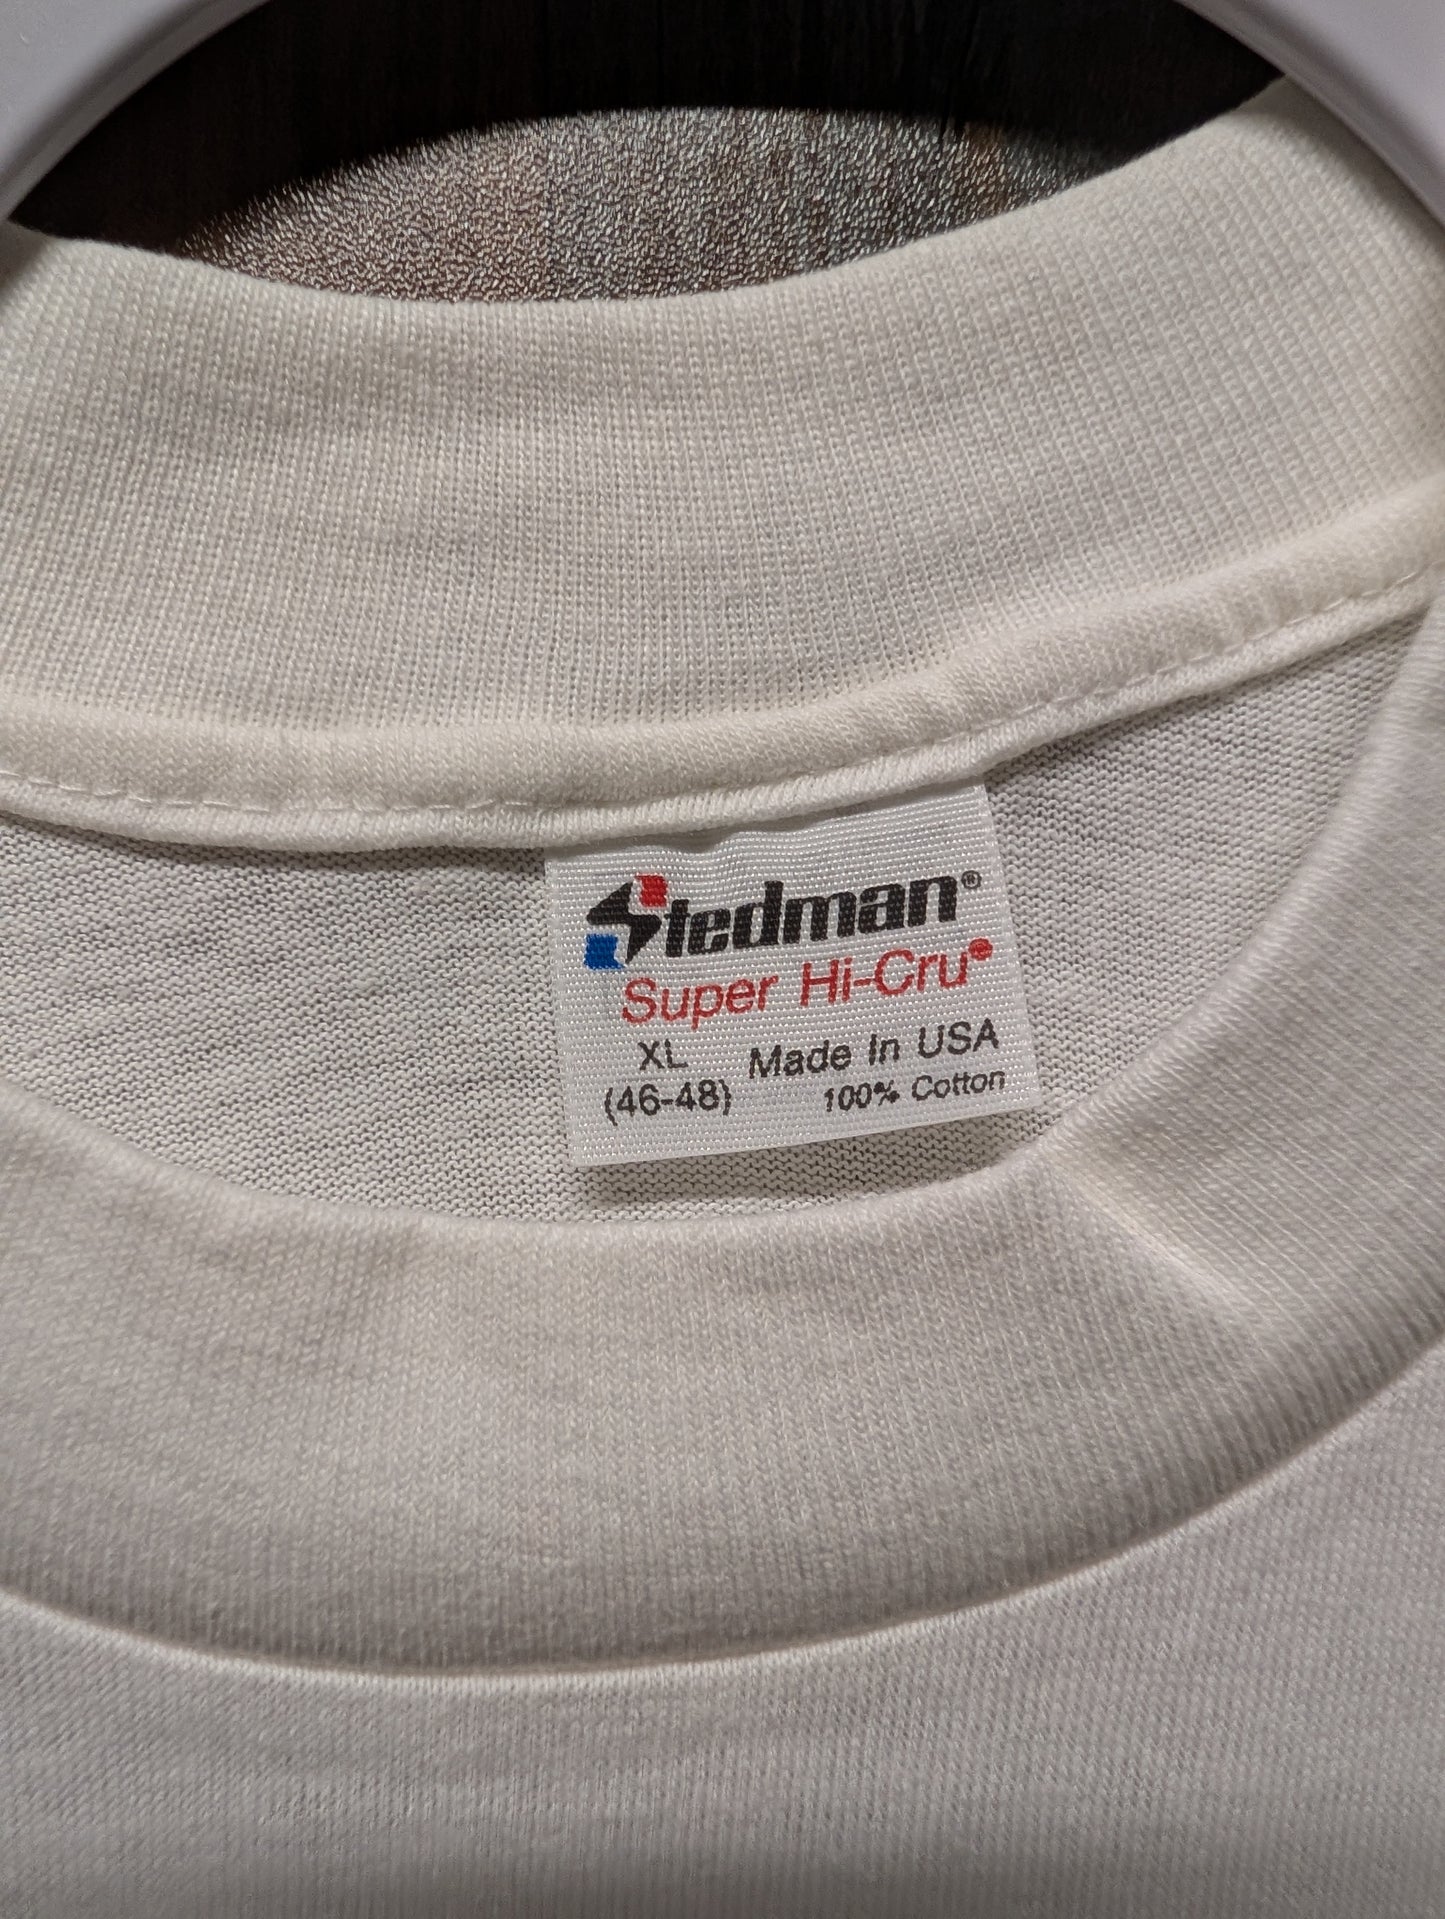 Stedman®
Super Hi-Cru®
XL Made In USA
(46-48) 100% Cotton